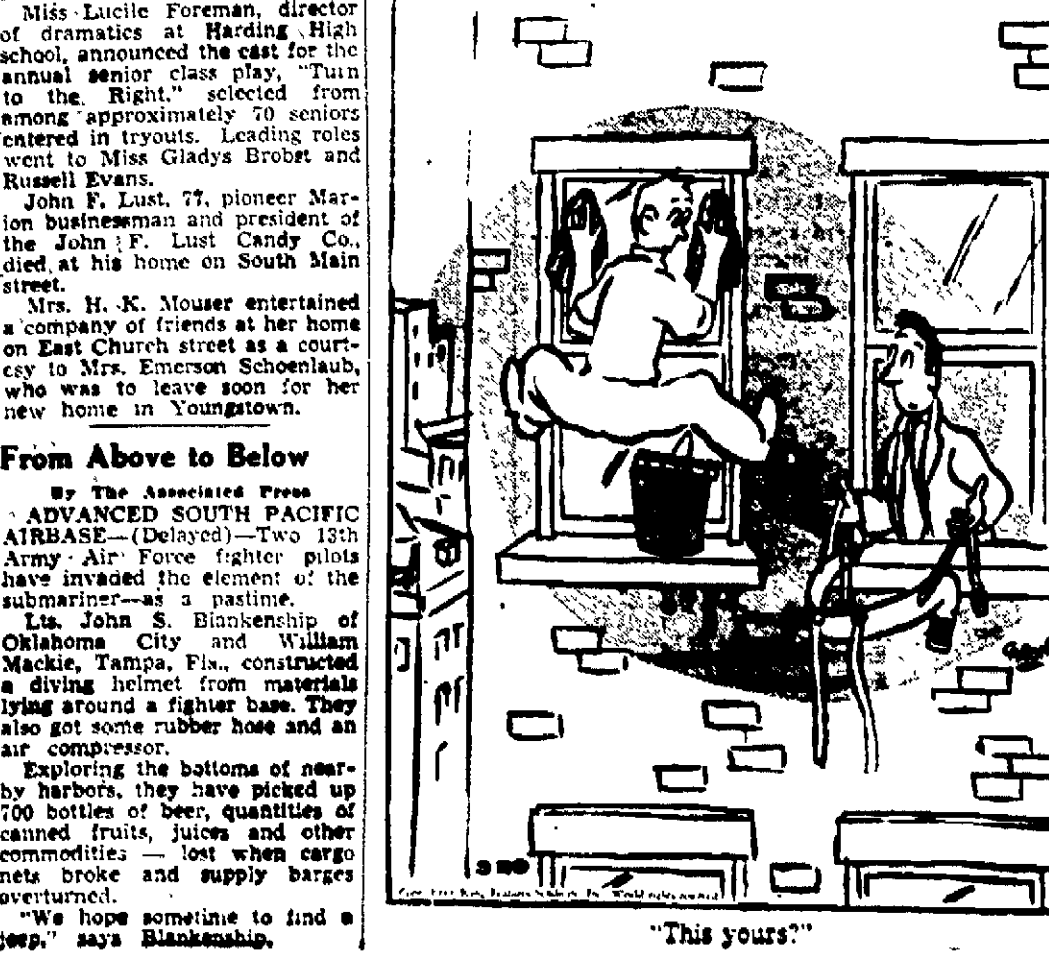 Miss Lucile Foreman, director
of dramatics at Harding High
school, announced the cast for the
annual senior class play, "Turn
to the Right," selected from
among approximately 70 seniors
entered in tryouts. Leading roles
went to Miss Gladys Brobst and
Russell Evans.
John F. Lust, 77, pioneer Mar-
ion businessman and president of
the John F. Lust Candy Co.,
died at his home on South Main
street.
Mrs. H. K. Mouser entertained
a company of friends at her home
on East Church street as a court-
esy to Mrs. Emerson Schoenlaub,
who was to leave soon for her
new home in Youngstown.
From Above to Below
By The Associated Press
ADVANCED SOUTH PACIFIC
AIRBASE—(Delayed)—Two 13th
Army Air Force fighter pilots
have invaded the element of the
submariner—as a pastime.
Lts. John S. Blankenship of
Oklahoma City and William
Mackie, Tampa, Fla., constructed
a diving helmet from materials
lying around a fighter base. They
also got some rubber hose and an
air compressor.
Exploring the bottoms of near-
by harbors, they have picked up
700 bottles of beer, quantities of
canned fruits, juices and other
commodities — lost when cargo
nets broke and supply barges
overturned.
"We hope sometime to find a
jeep," says Blankenship.
King Features Syndicate, Inc., World rights reserved
"This yours?"